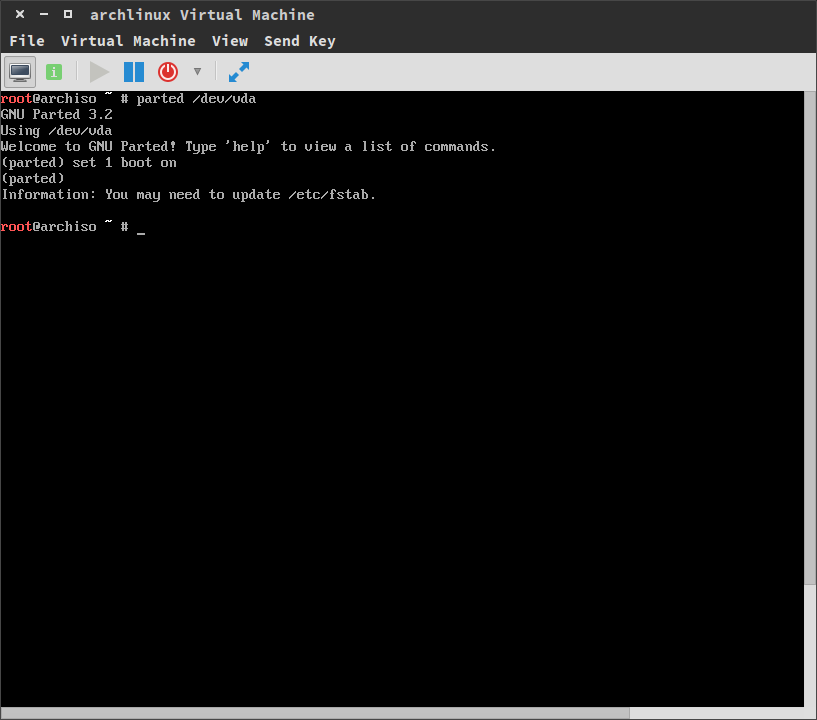 archlinux Virtual Machine
File Virtual Machine View Send Key
root@archiso ~ # parted /dev/vda
GNU Parted 3.2
Using /dev/vda
Welcome to GNU Parted! Type 'help' to view a list of commands.
(parted) set 1 boot on
(parted)
Information: You may need to update /etc/fstab.
root@archiso ~ # _